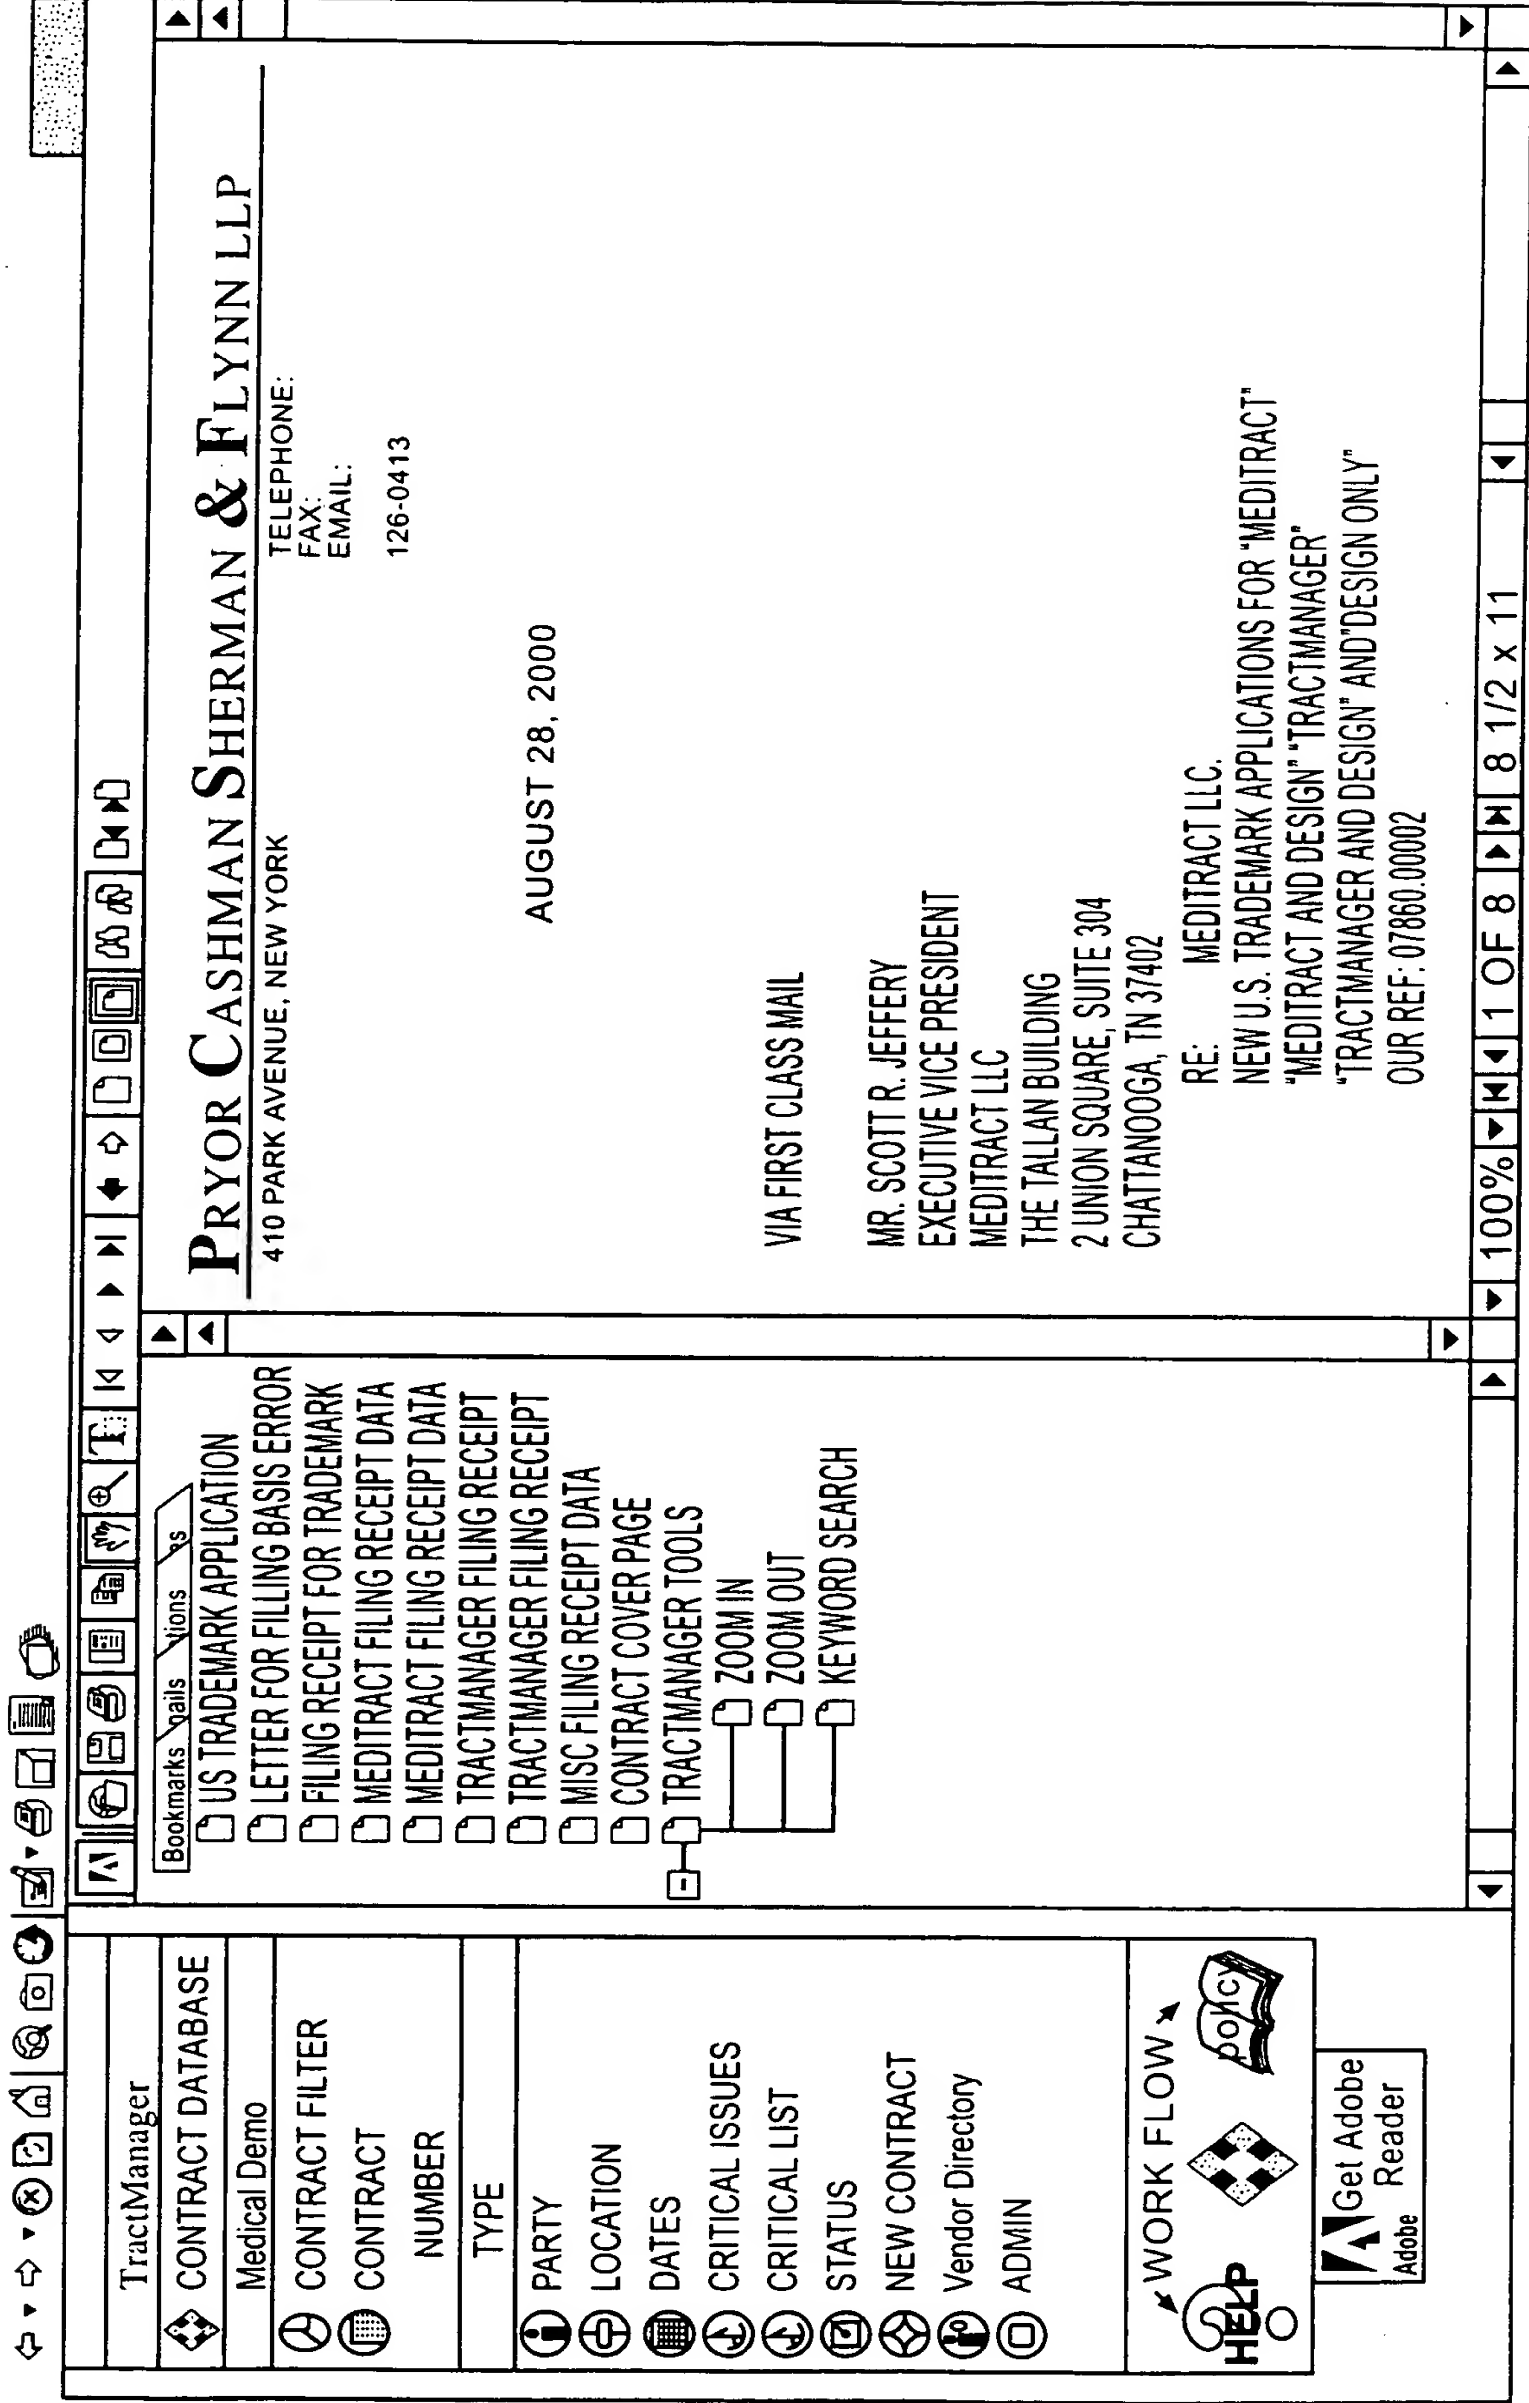 TractManager
CONTRACT DATABASE
Medical Demo
CONTRACT FILTER
CONTRACT
NUMBER
TYPE
PARTY
LOCATION
DATES
CRITICAL ISSUES
CRITICAL LIST
STATUS
NEW CONTRACT
Vendor Directory
ADMIN
WORK FLOW
HELP
policy
Get Adobe
Reader
Adobe
T
Bookmarks
nails
tions
es
US TRADEMARK APPLICATION
LETTER FOR FILLING BASIS ERROR
FILING RECEIPT FOR TRADEMARK
MEDITRACT FILING RECEIPT DATA
MEDITRACT FILING RECEIPT DATA
TRACTMANAGER FILING RECEIPT
TRACTMANAGER FILING RECEIPT
MISC FILING RECEIPT DATA
CONTRACT COVER PAGE
TRACTMANAGER TOOLS
ZOOM IN
ZOOM OUT
KEYWORD SEARCH
PRYOR CASHMAN SHERMAN & FLYNN LLP
410 PARK AVENUE, NEW YORK
TELEPHONE:
FAX:
EMAIL:
126-0413
AUGUST 28, 2000
VIA FIRST CLASS MAIL
MR. SCOTT R. JEFFERY
EXECUTIVE VICE PRESIDENT
MEDITRACT LLC
THE TALLAN BUILDING
2 UNION SQUARE, SUITE 304
CHATTANOOGA, TN 37402
RE: MEDITRACT LLC.
NEW U.S. TRADEMARK APPLICATIONS FOR "MEDITRACT"
"MEDITRACT AND DESIGN" "TRACTMANAGER"
"TRACTMANAGER AND DESIGN" AND"DESIGN ONLY"
OUR REF: 07860.00002
100% 1 OF 8 8 1/2 x 11